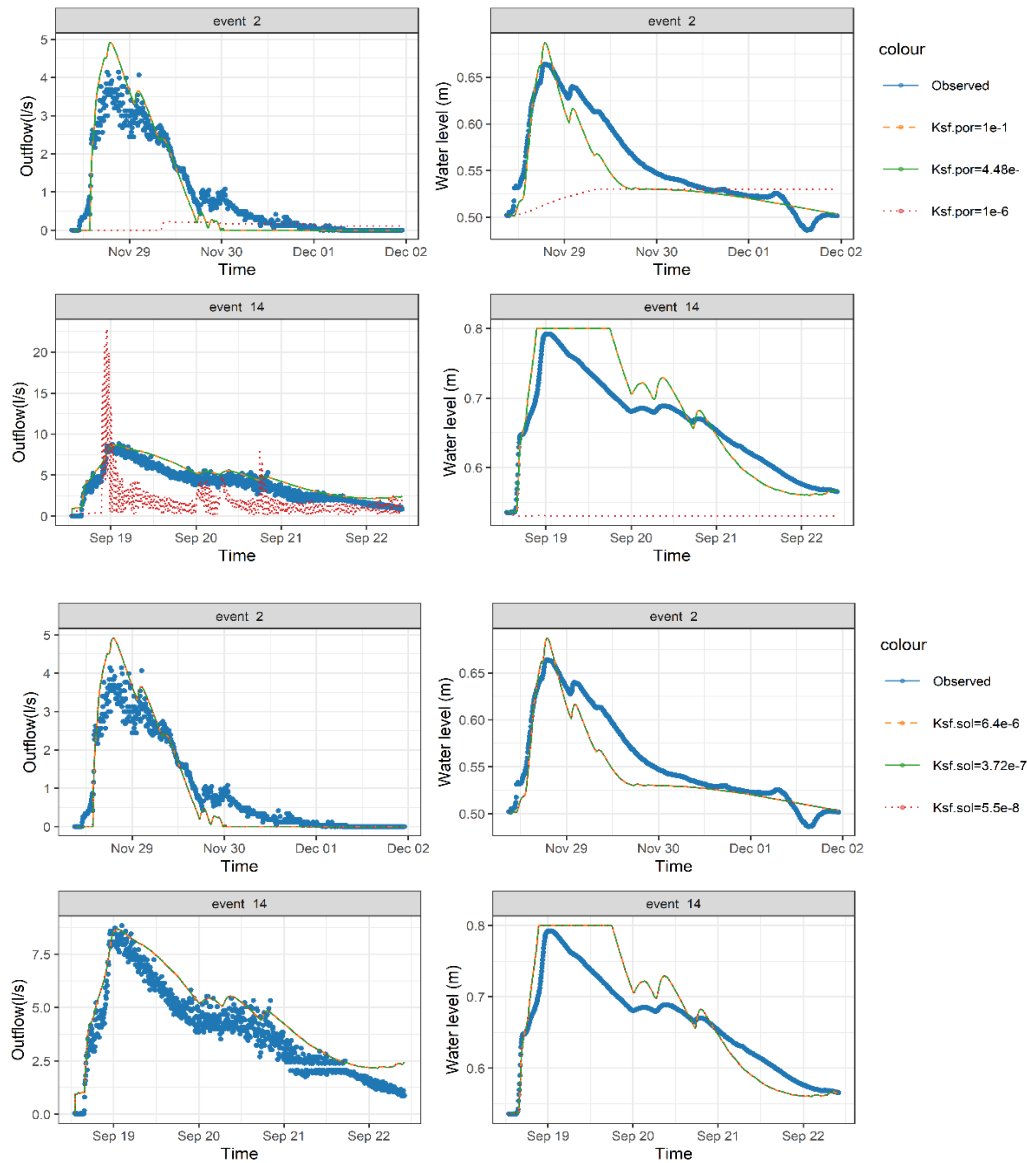 event 2
event 2
Outflow(l/s)
5
4
3
2
1
0
Nov 29
Nov 30
Dec 01
Dec 02
Time
Water level (m)
0.65
0.60
0.55
0.50
Nov 29
Nov 30
Dec 01
Dec 02
Time
colour
Observed
Ksf.por=1e-1
Ksf.por=4.48e-
Ksf.por=1e-6
event 14
event 14
Outflow(l/s)
20
15
10
5
0
Sep 19
Sep 20
Sep 21
Sep 22
Time
Water level (m)
0.8
0.7
0.6
Sep 19
Sep 20
Sep 21
Sep 22
Time
event 2
event 2
Outflow(l/s)
5
4
3
2
1
0
Nov 29
Nov 30
Dec 01
Dec 02
Time
Water level (m)
0.65
0.60
0.55
0.50
Nov 29
Nov 30
Dec 01
Dec 02
Time
colour
Observed
Ksf.sol=6.4e-6
Ksf.sol=3.72e-7
Ksf.sol=5.5e-8
event 14
event 14
Outflow(l/s)
7.5
5.0
2.5
0.0
Sep 19
Sep 20
Sep 21
Sep 22
Time
Water level (m)
0.8
0.7
0.6
Sep 19
Sep 20
Sep 21
Sep 22
Time